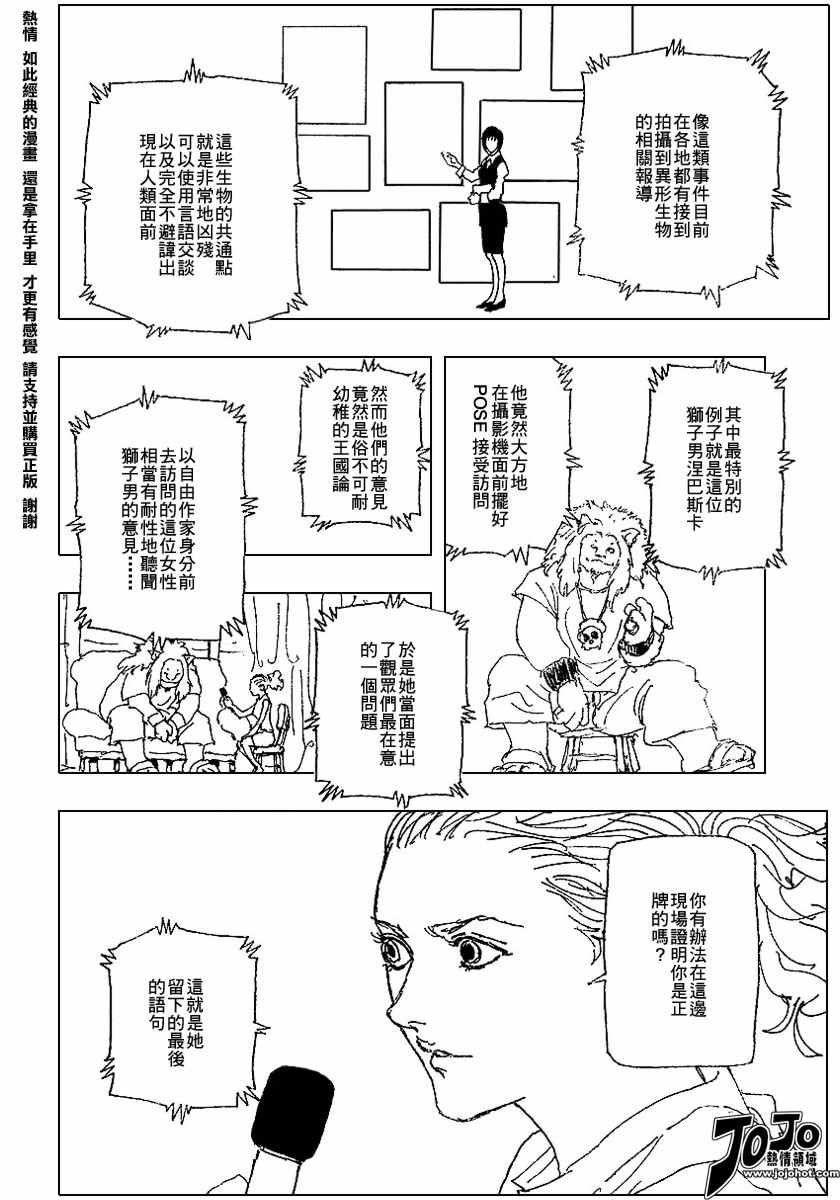 像這類事件目前
在各地都有接到
拍攝到異形生物
的相關報導
這些生物的共通點
就是非常地凶殘
可以使用言語交談
以及完全不避諱出
現在人類面前
其中最特別的
例子就是這位
獅子男涅巴斯卡
他竟然大方地
在攝影機面前擺好
POSE 接受訪問
然而他們的意見
竟然是俗不可耐
幼稚的王國論
以自由作家身分前
去訪問的這位女性
相當有耐性地聽聞
獅子男的意見……
於是她當面提出
了觀眾們最在意
的一個問題
你有辦法在這邊
現場證明你是正
牌的嗎?
這就是她
留下的最後
的語句
熱情 如此經典的漫畫 還是拿在手里 才更有感覺 請支持並購買正版 謝謝
JOJO
熱情領域
www.jojohot.com